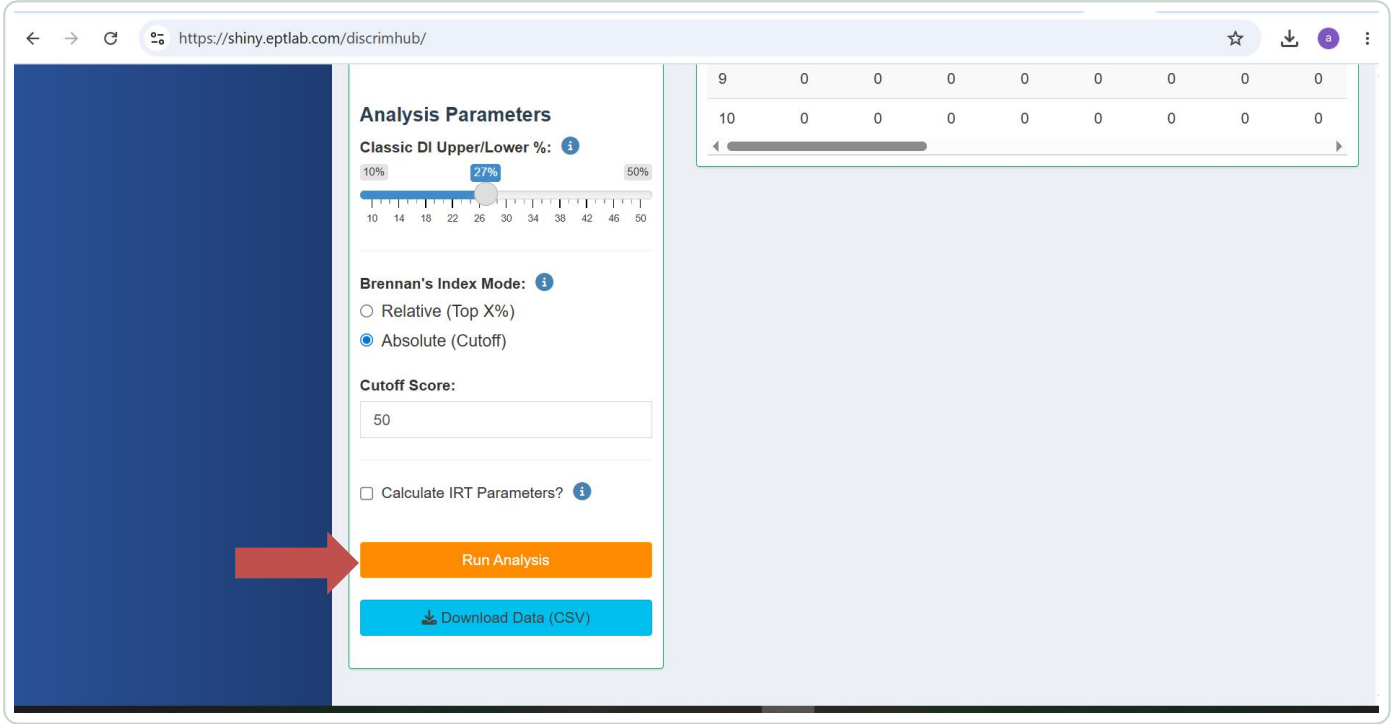 https://shiny.eptlab.com/discrimhub/
a
Analysis Parameters
Classic DI Upper/Lower %:
10% 27% 50%
10 14 18 22 26 30 34 38 42 46 50
Brennan's Index Mode:
Relative (Top X%)
Absolute (Cutoff)
Cutoff Score:
50
Calculate IRT Parameters?
Run Analysis
Download Data (CSV)
9 0 0 0 0 0 0 0 0
10 0 0 0 0 0 0 0 0